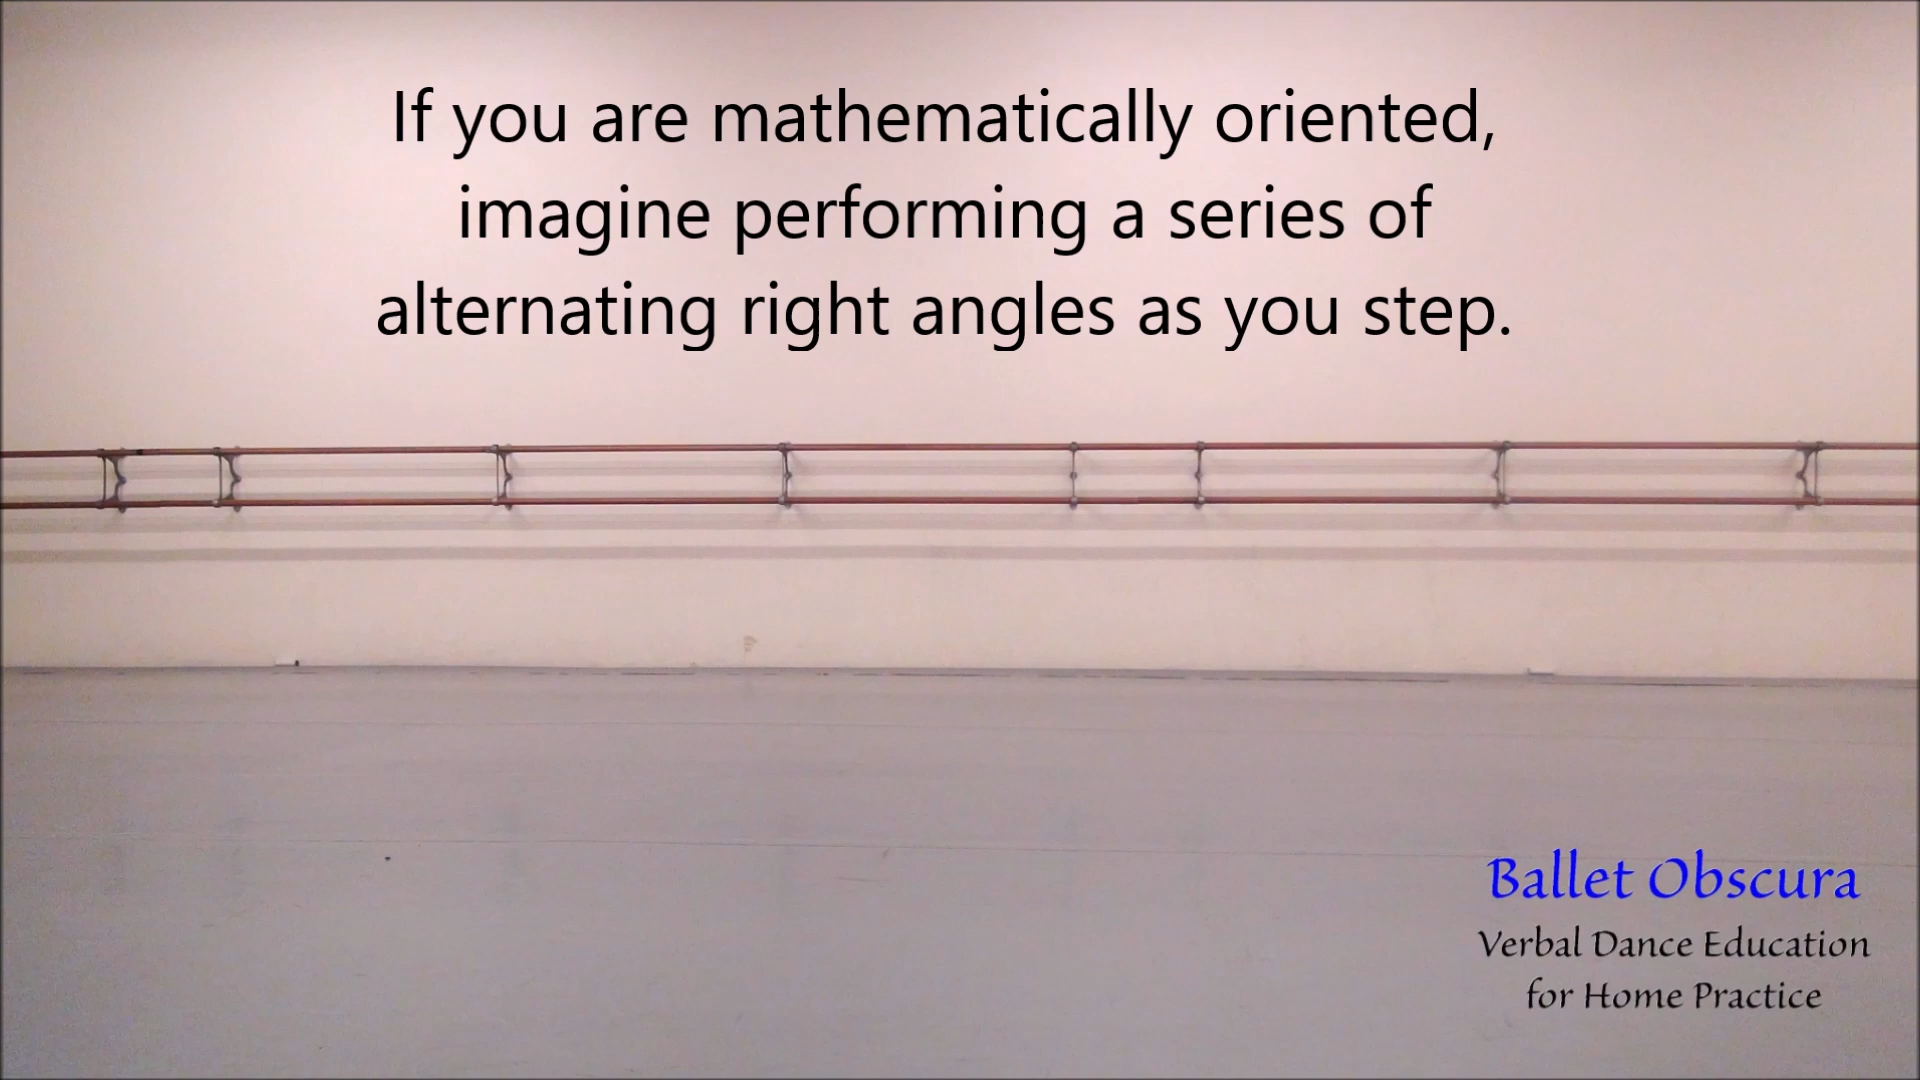 If you are mathematically oriented,
imagine performing a series of
alternating right angles as you step.
Ballet Obscura
Verbal Dance Education
for Home Practice